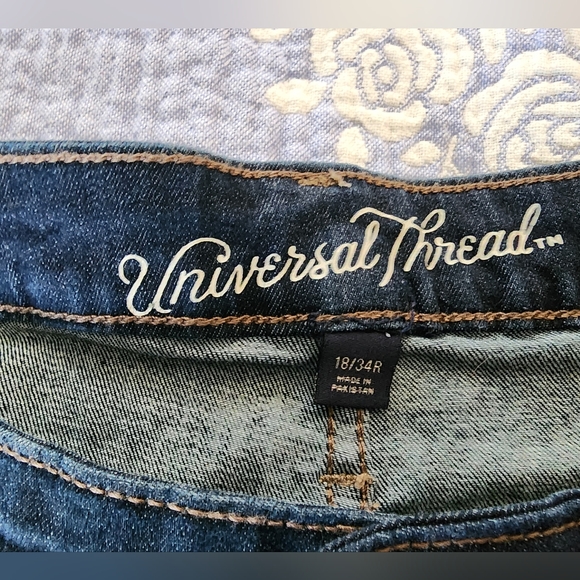 Universal Thread™
18/34R
MADE IN
PAKISTAN